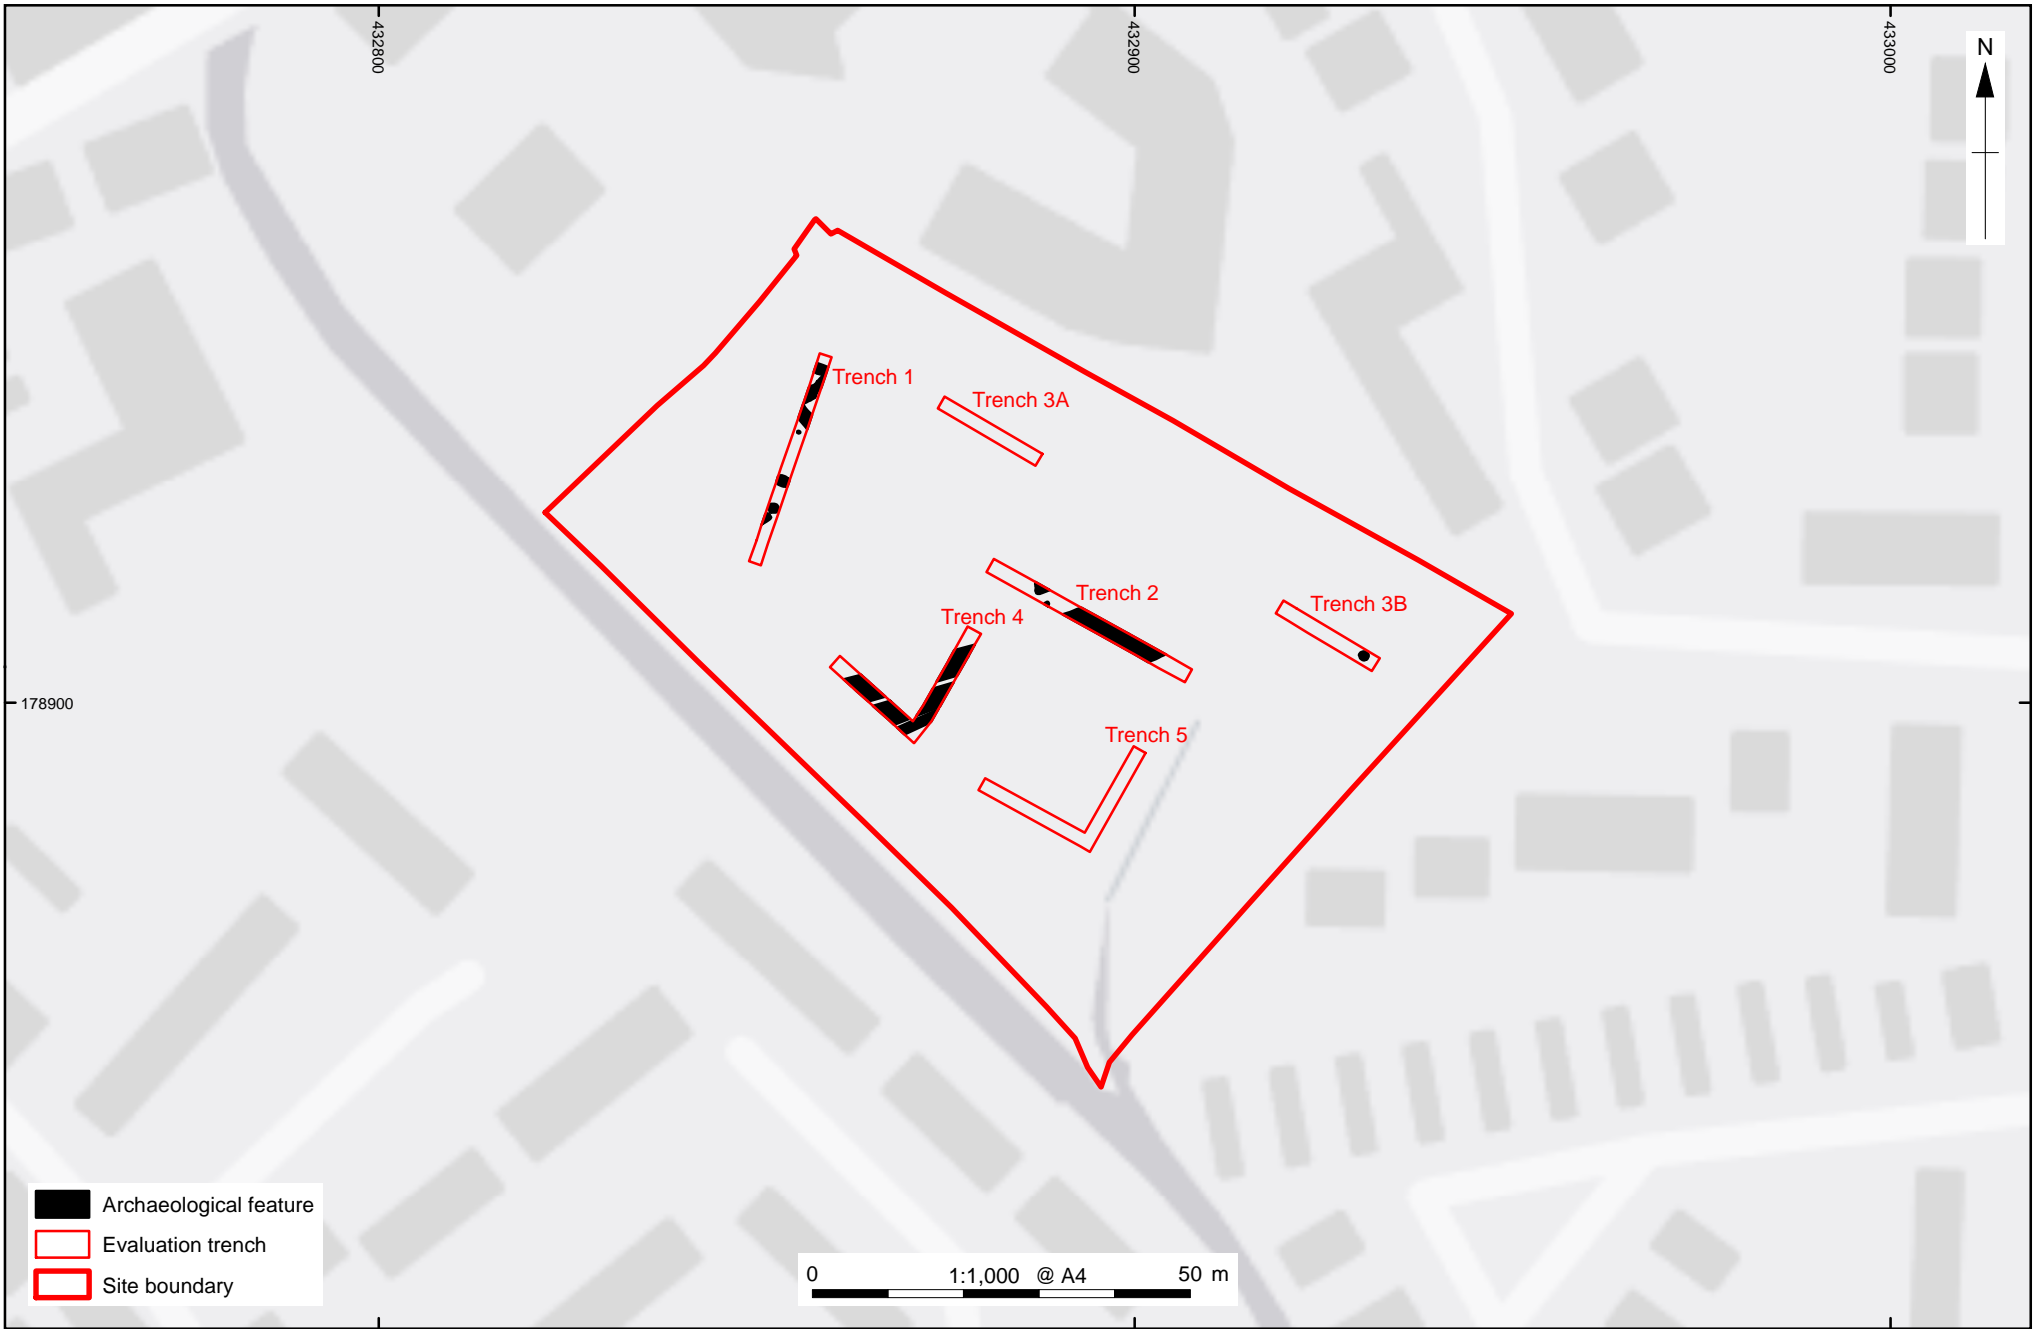 432800
432900
433000
N
Trench 1
Trench 3A
Trench 2
Trench 3B
Trench 4
178900
Trench 5
Archaeological feature
Evaluation trench
Site boundary
0 1:1,000 @ A4 50 m